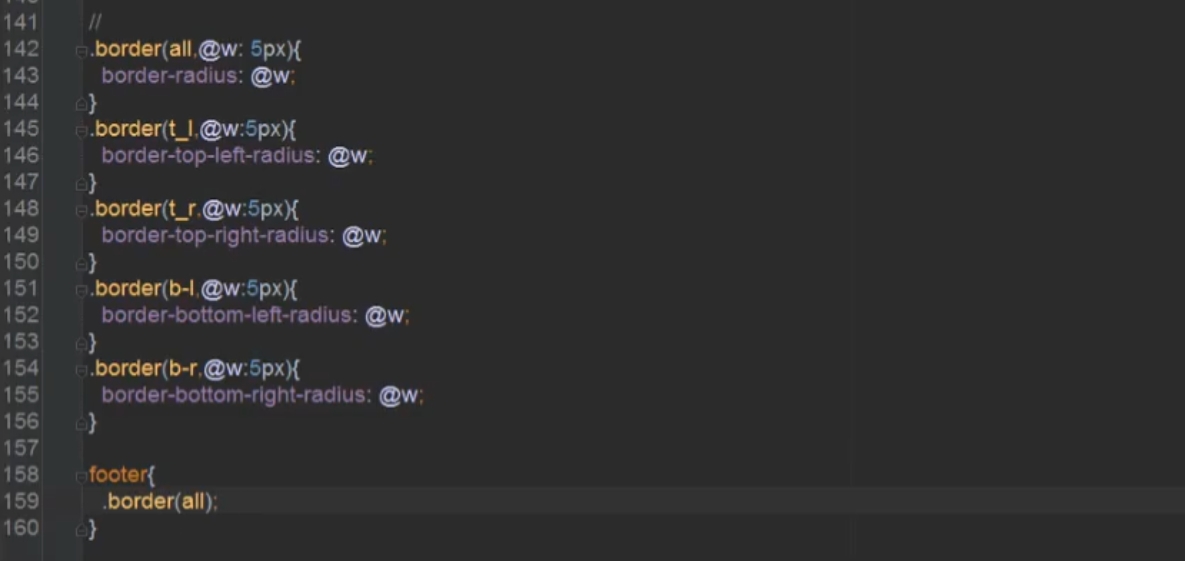 141 //
142 .border(all,@w: 5px){
143 border-radius: @w;
144 }
145 .border(t_l,@w:5px){
146 border-top-left-radius: @w;
147 }
148 .border(t_r,@w:5px){
149 border-top-right-radius: @w;
150 }
151 .border(b-l,@w:5px){
152 border-bottom-left-radius: @w;
153 }
154 .border(b-r,@w:5px){
155 border-bottom-right-radius: @w;
156 }
157
158 footer{
159 .border(all);
160 }